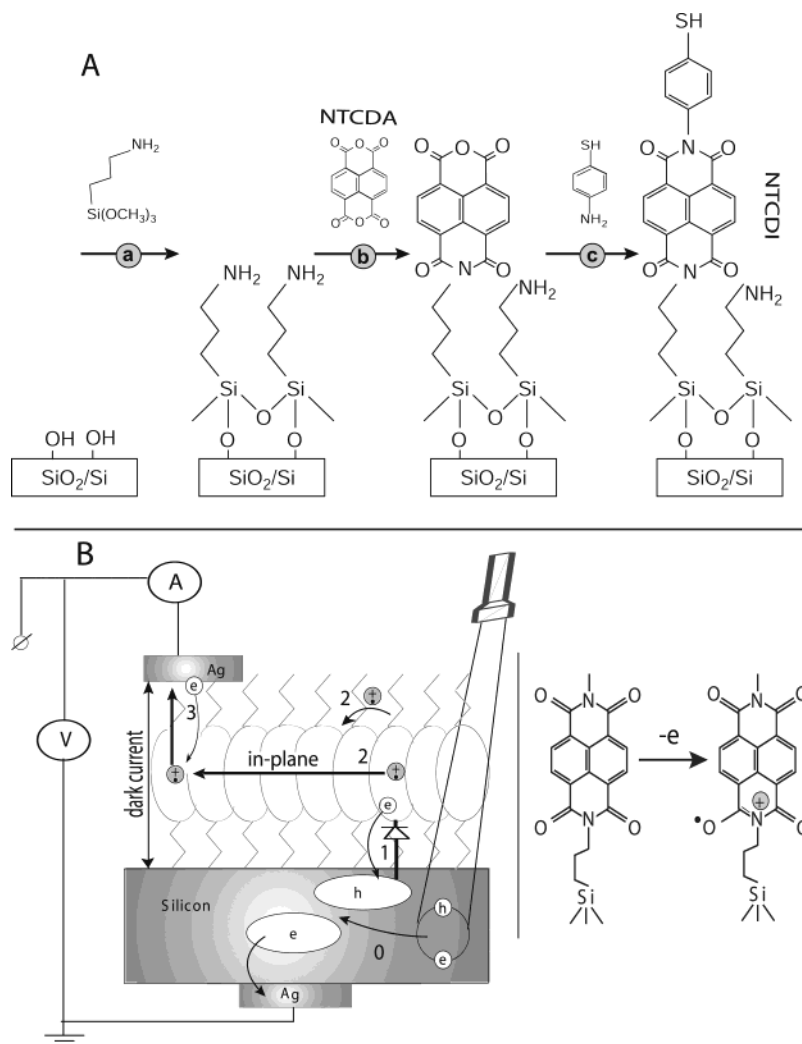 A
NH2
Si(OCH3)3
a
OH OH
SiO2/Si
NH2 NH2
Si Si
O
O O
SiO2/Si
NTCDA
O O O
O O O
b
O O O
O N O
NH2
Si Si
O
O O
SiO2/Si
SH
NH2
c
SH
O N O
O N O
NTCDI
NH2
Si Si
O
O O
SiO2/Si
B
A
V
Ag
e
3
dark current
2
in-plane
2
e
1
h
Silicon
e
0
h
e
Ag
O N O
O N O
Si
-e
O N O
•O N O
+
Si